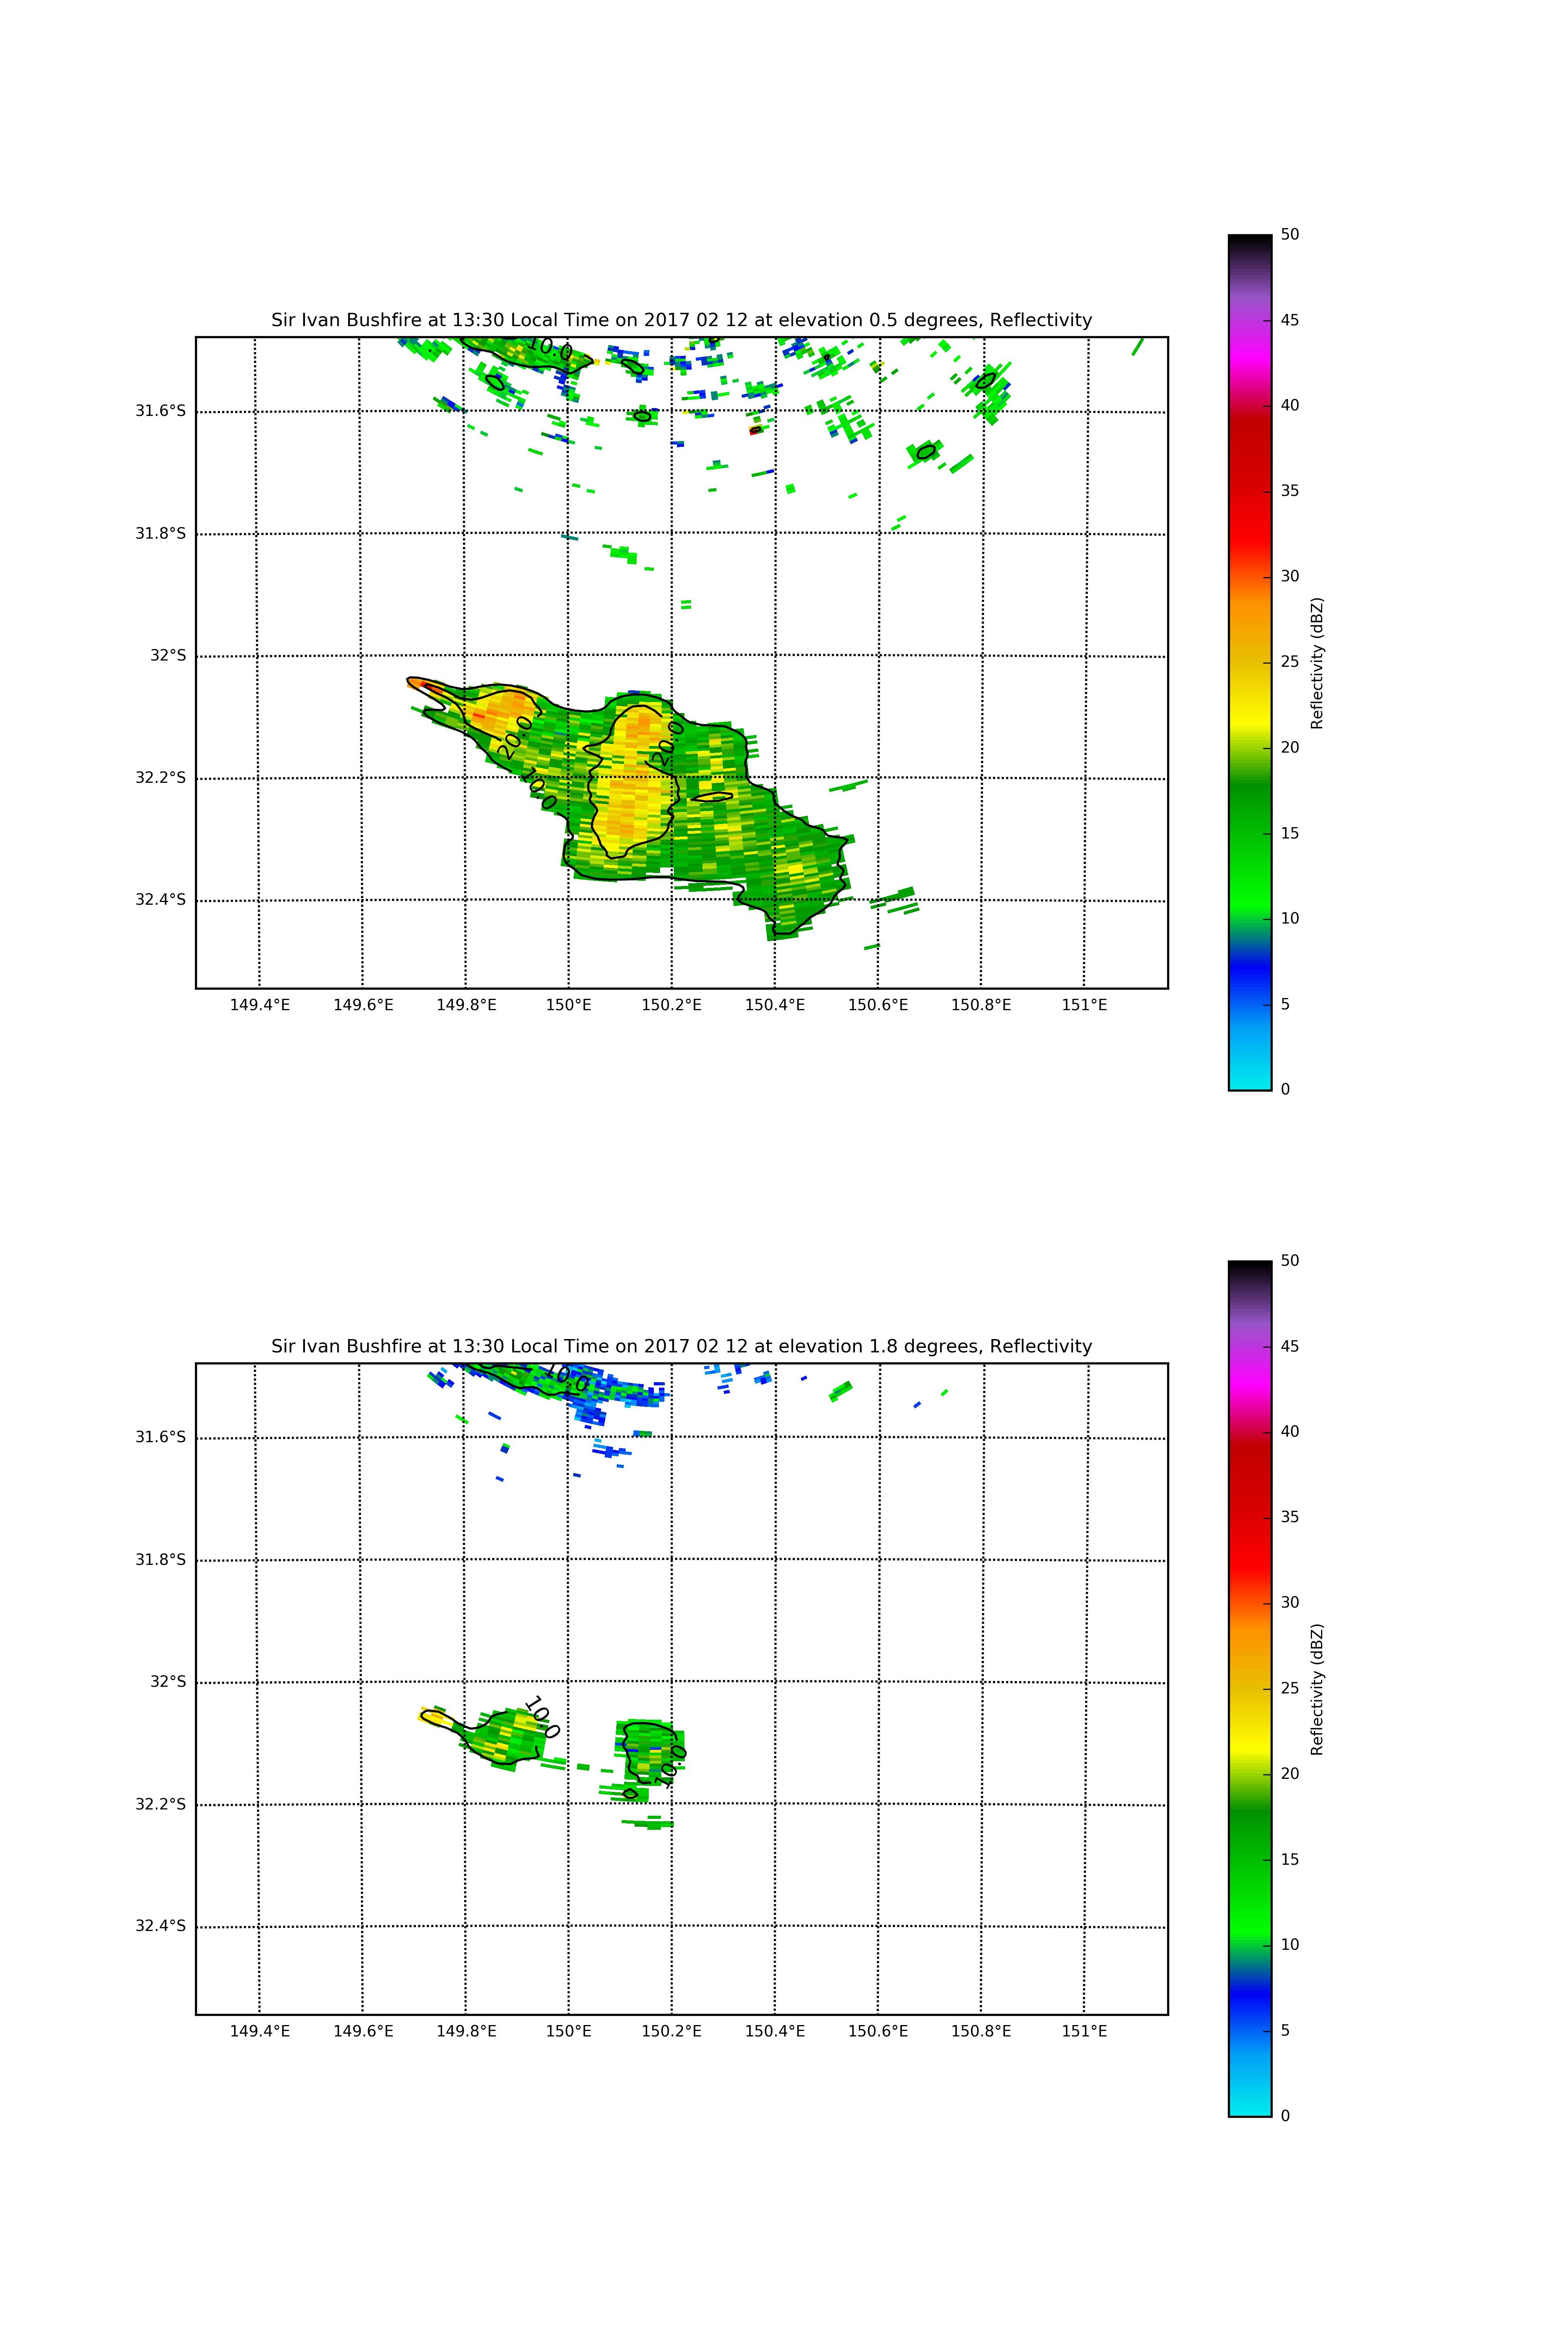 Sir Ivan Bushfire at 13:30 Local Time on 2017 02 12 at elevation 0.5 degrees, Reflectivity
10.0
31.6°S
31.8°S
32°S
20.0
20.0
10.0
32.2°S
32.4°S
149.4°E 149.6°E 149.8°E 150°E 150.2°E 150.4°E 150.6°E 150.8°E 151°E
50
45
40
35
30
25
20
15
10
5
0
Reflectivity (dBZ)
Sir Ivan Bushfire at 13:30 Local Time on 2017 02 12 at elevation 1.8 degrees, Reflectivity
10.0
31.6°S
31.8°S
32°S
10.0
10.0
32.2°S
32.4°S
149.4°E 149.6°E 149.8°E 150°E 150.2°E 150.4°E 150.6°E 150.8°E 151°E
50
45
40
35
30
25
20
15
10
5
0
Reflectivity (dBZ)